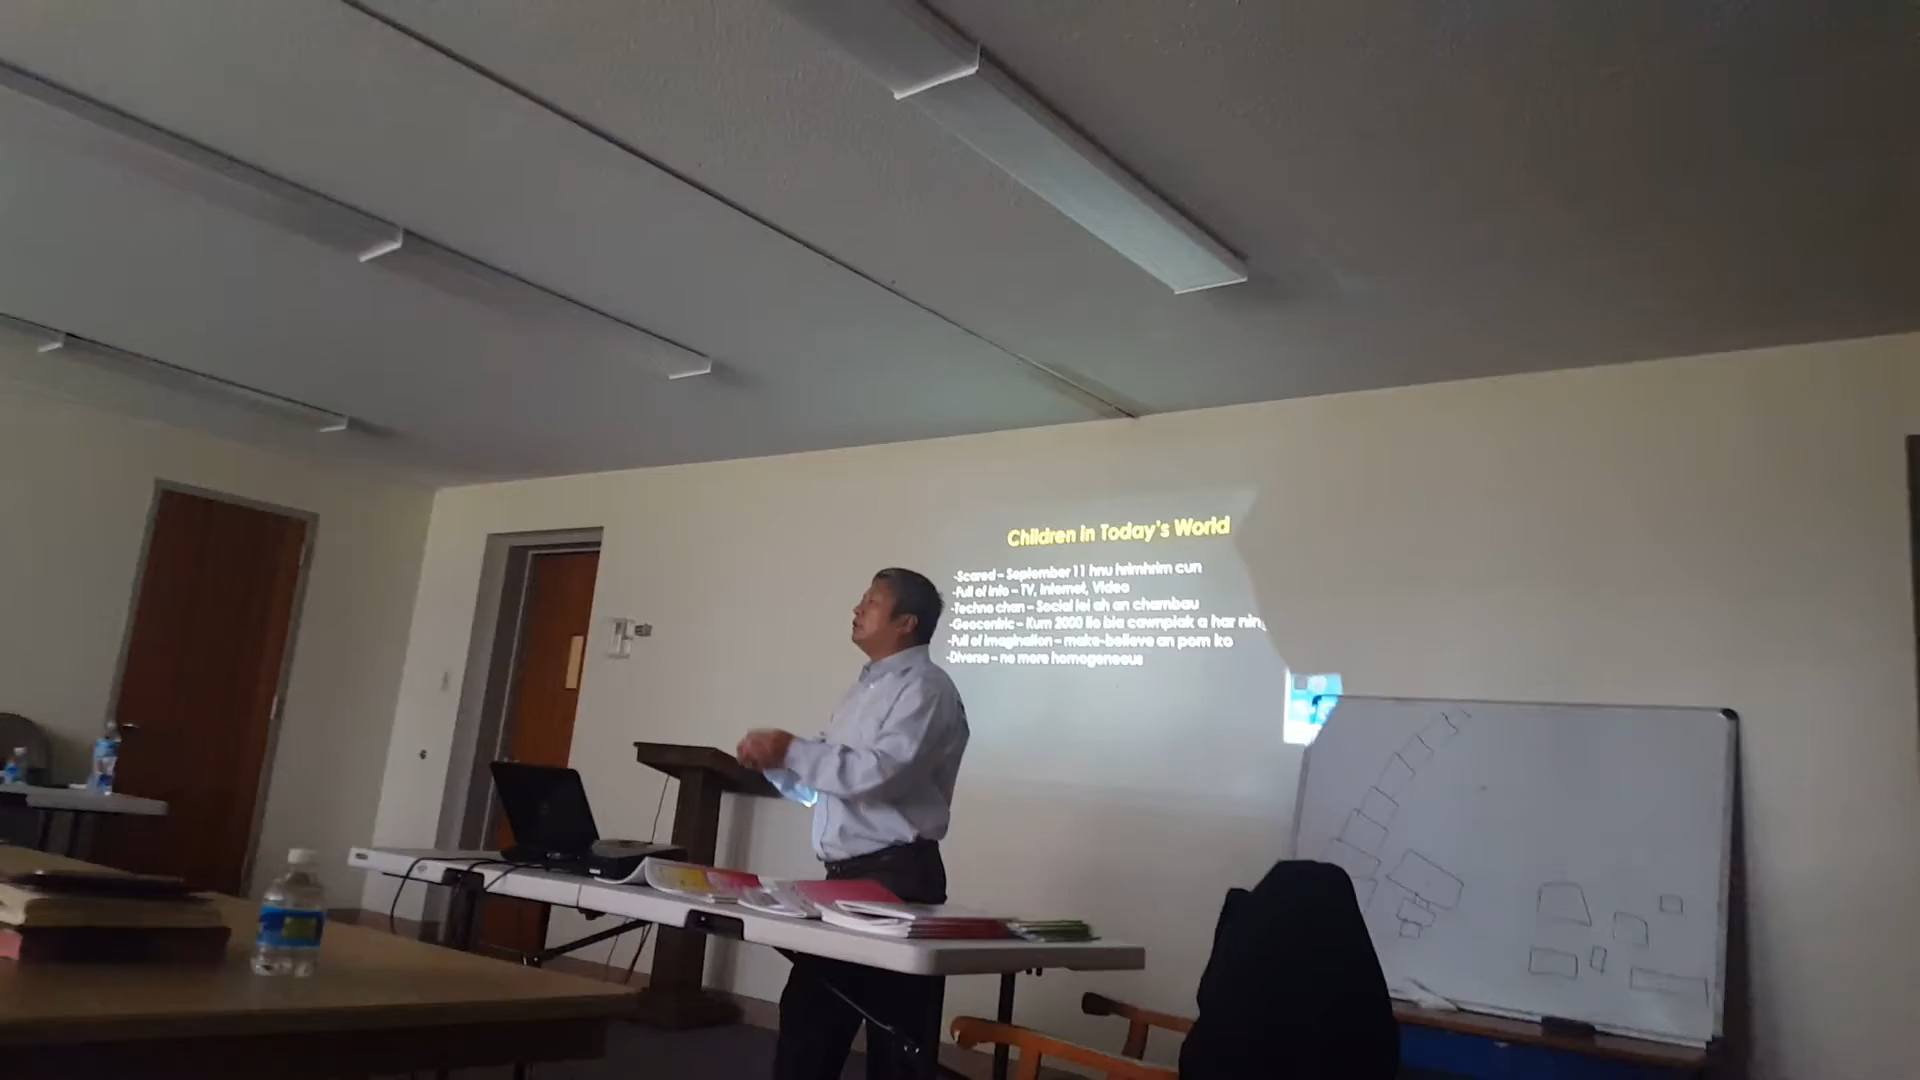 Children in Today's World
-Scared – September 11 hnu hrimhrim cun
-Full of info – TV, Internet, Video
-Techno chan – Social lei ah an chambau
-Geocentric – Kum 2000 lio bia cawnpiak a har
-Full of imagination – make-believe an pom ko
-Diverse – no more homogeneous